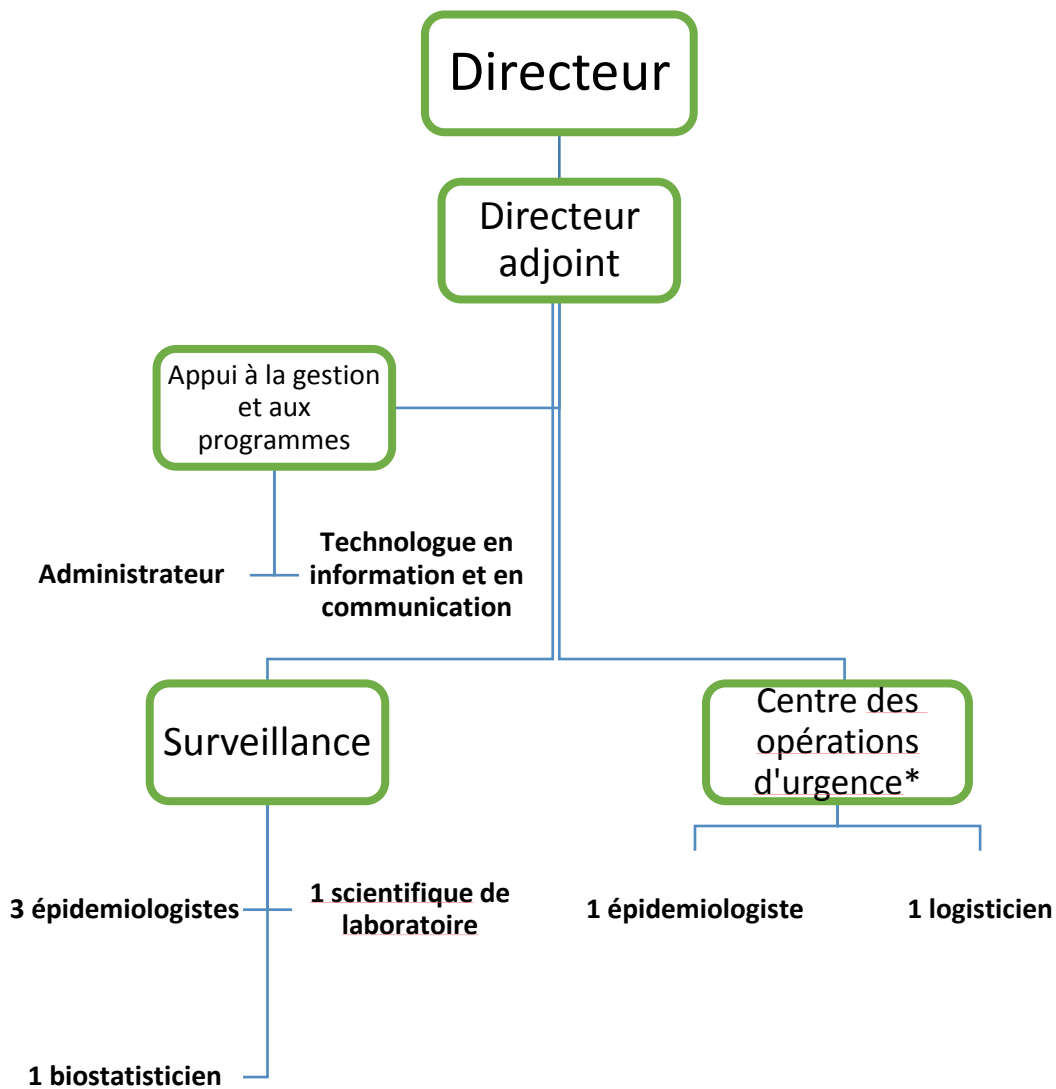 Directeur
Directeur
adjoint
Appui à la gestion
et aux
programmes
Administrateur
Technologue en
information et en
communication
Surveillance
Centre des
opérations
d'urgence*
3 épidemiologistes
1 scientifique de
laboratoire
1 épidemiologiste
1 logisticien
1 biostatisticien